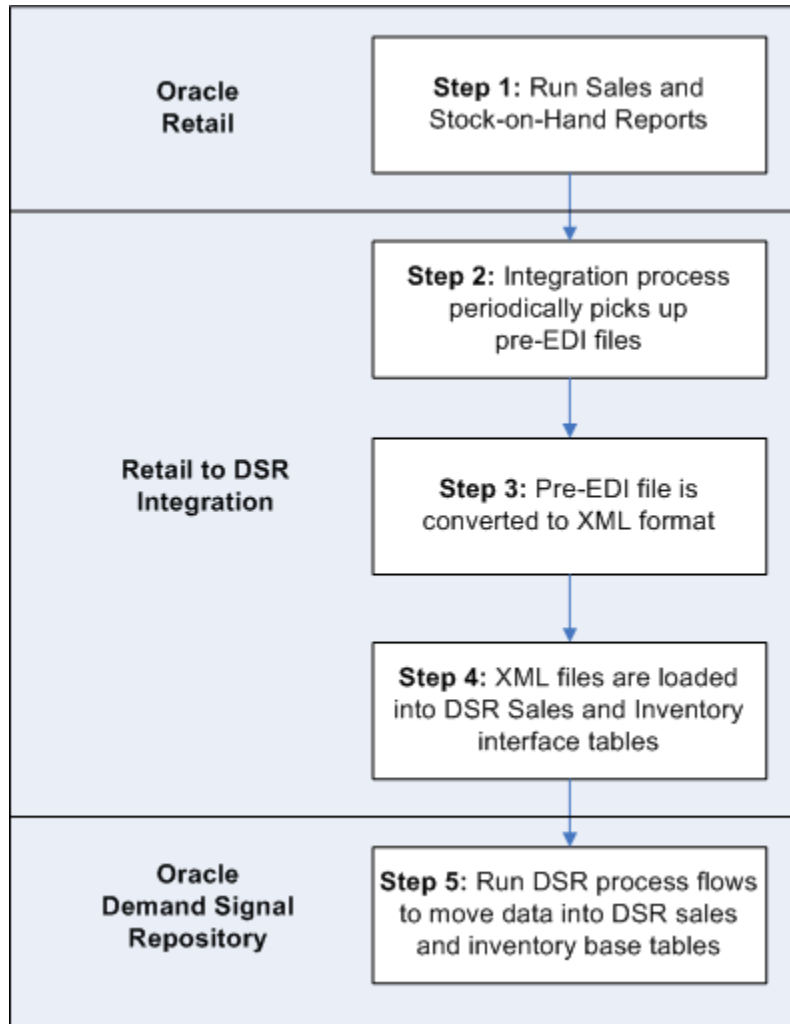 Oracle
Retail
Step 1: Run Sales and
Stock-on-Hand Reports
Retail to DSR
Integration
Step 2: Integration process
periodically picks up
pre-EDI files
Step 3: Pre-EDI file is
converted to XML format
Step 4: XML files are loaded
into DSR Sales and Inventory
interface tables
Oracle
Demand Signal
Repository
Step 5: Run DSR process flows
to move data into DSR sales
and inventory base tables